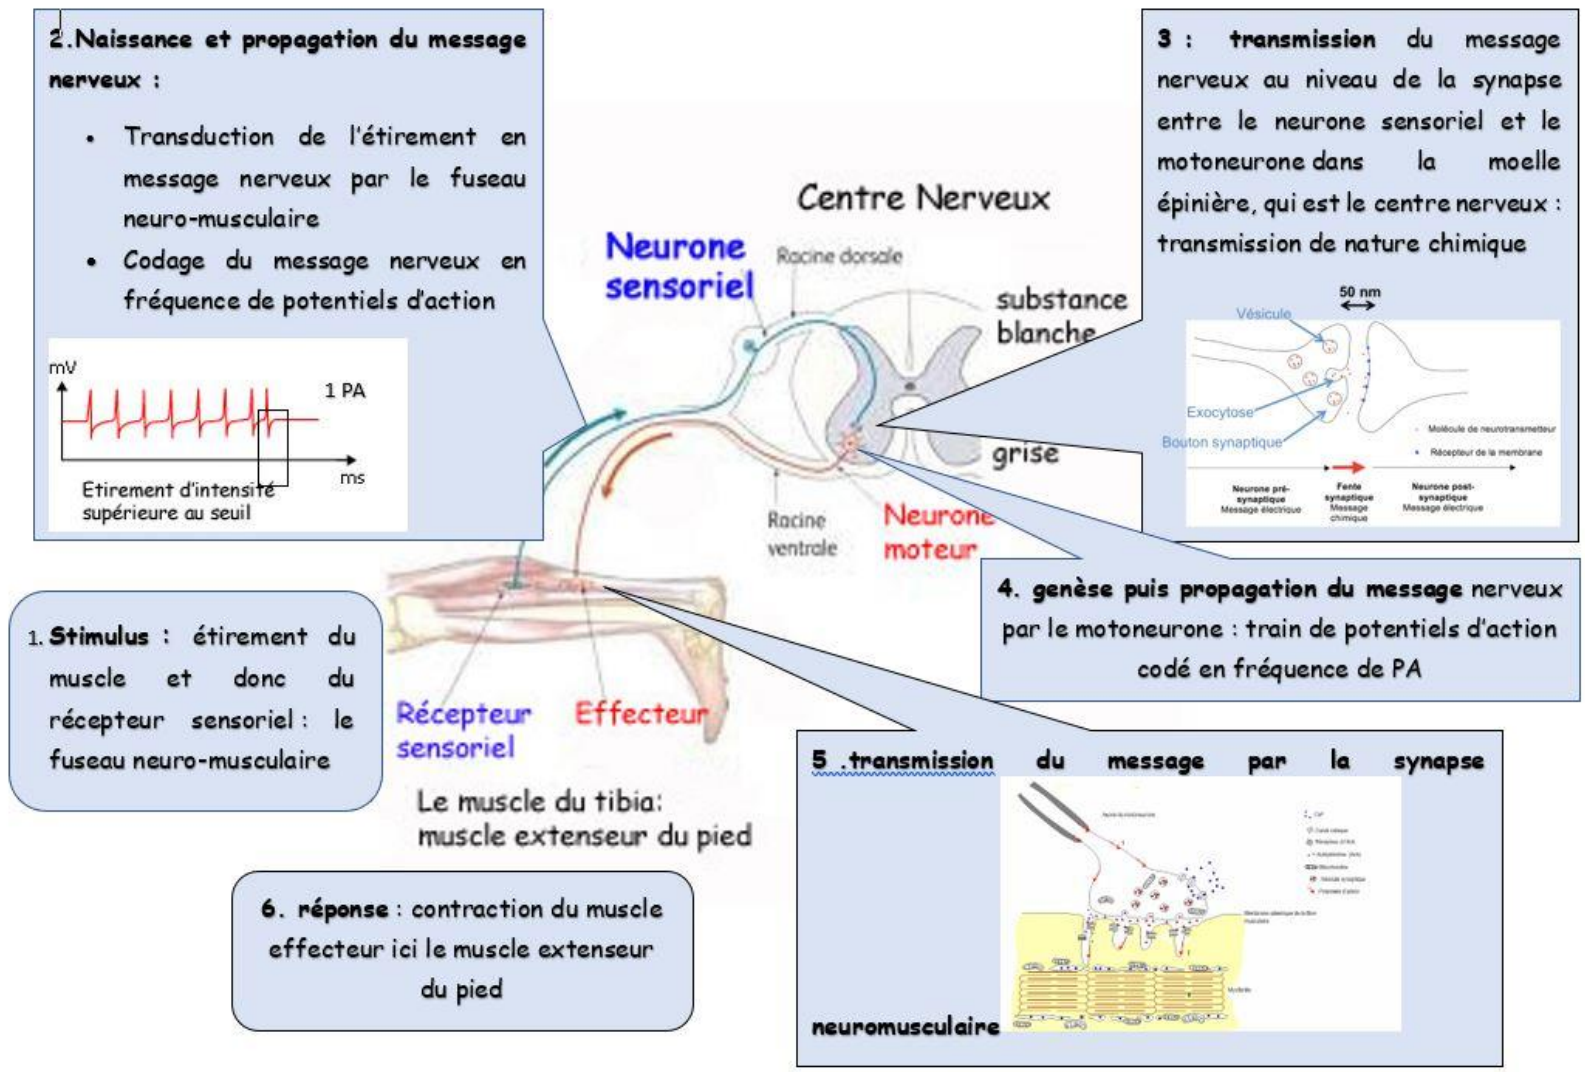 2.Naissance et propagation du message
nerveux :
• Transduction de l'étirement en
message nerveux par le fuseau
neuro-musculaire
• Codage du message nerveux en
fréquence de potentiels d'action
mV
1 PA
ms
Etirement d'intensité
supérieure au seuil
3 : transmission du message
nerveux au niveau de la synapse
entre le neurone sensoriel et le
motoneurone dans la moelle
épinière, qui est le centre nerveux :
transmission de nature chimique
50 nm
Vésicule
Exocytose
Bouton synaptique
Molécule de neurotransmetteur
Récepteur de la membrane
Neurone pré-
synaptique
Message électrique
Fente
synaptique
Message
chimique
Neurone post-
synaptique
Message électrique
Centre Nerveux
Neurone
sensoriel
Racine dorsale
substance
blanche
grise
Racine
ventrale
Neurone
moteur
4. genèse puis propagation du message nerveux
par le motoneurone : train de potentiels d'action
codé en fréquence de PA
1. Stimulus : étirement du
muscle et donc du
récepteur sensoriel : le
fuseau neuro-musculaire
Récepteur
sensoriel
Effecteur
Le muscle du tibia:
muscle extenseur du pied
5 .transmission du message par la synapse
neuromusculaire
6. réponse : contraction du muscle
effecteur ici le muscle extenseur
du pied